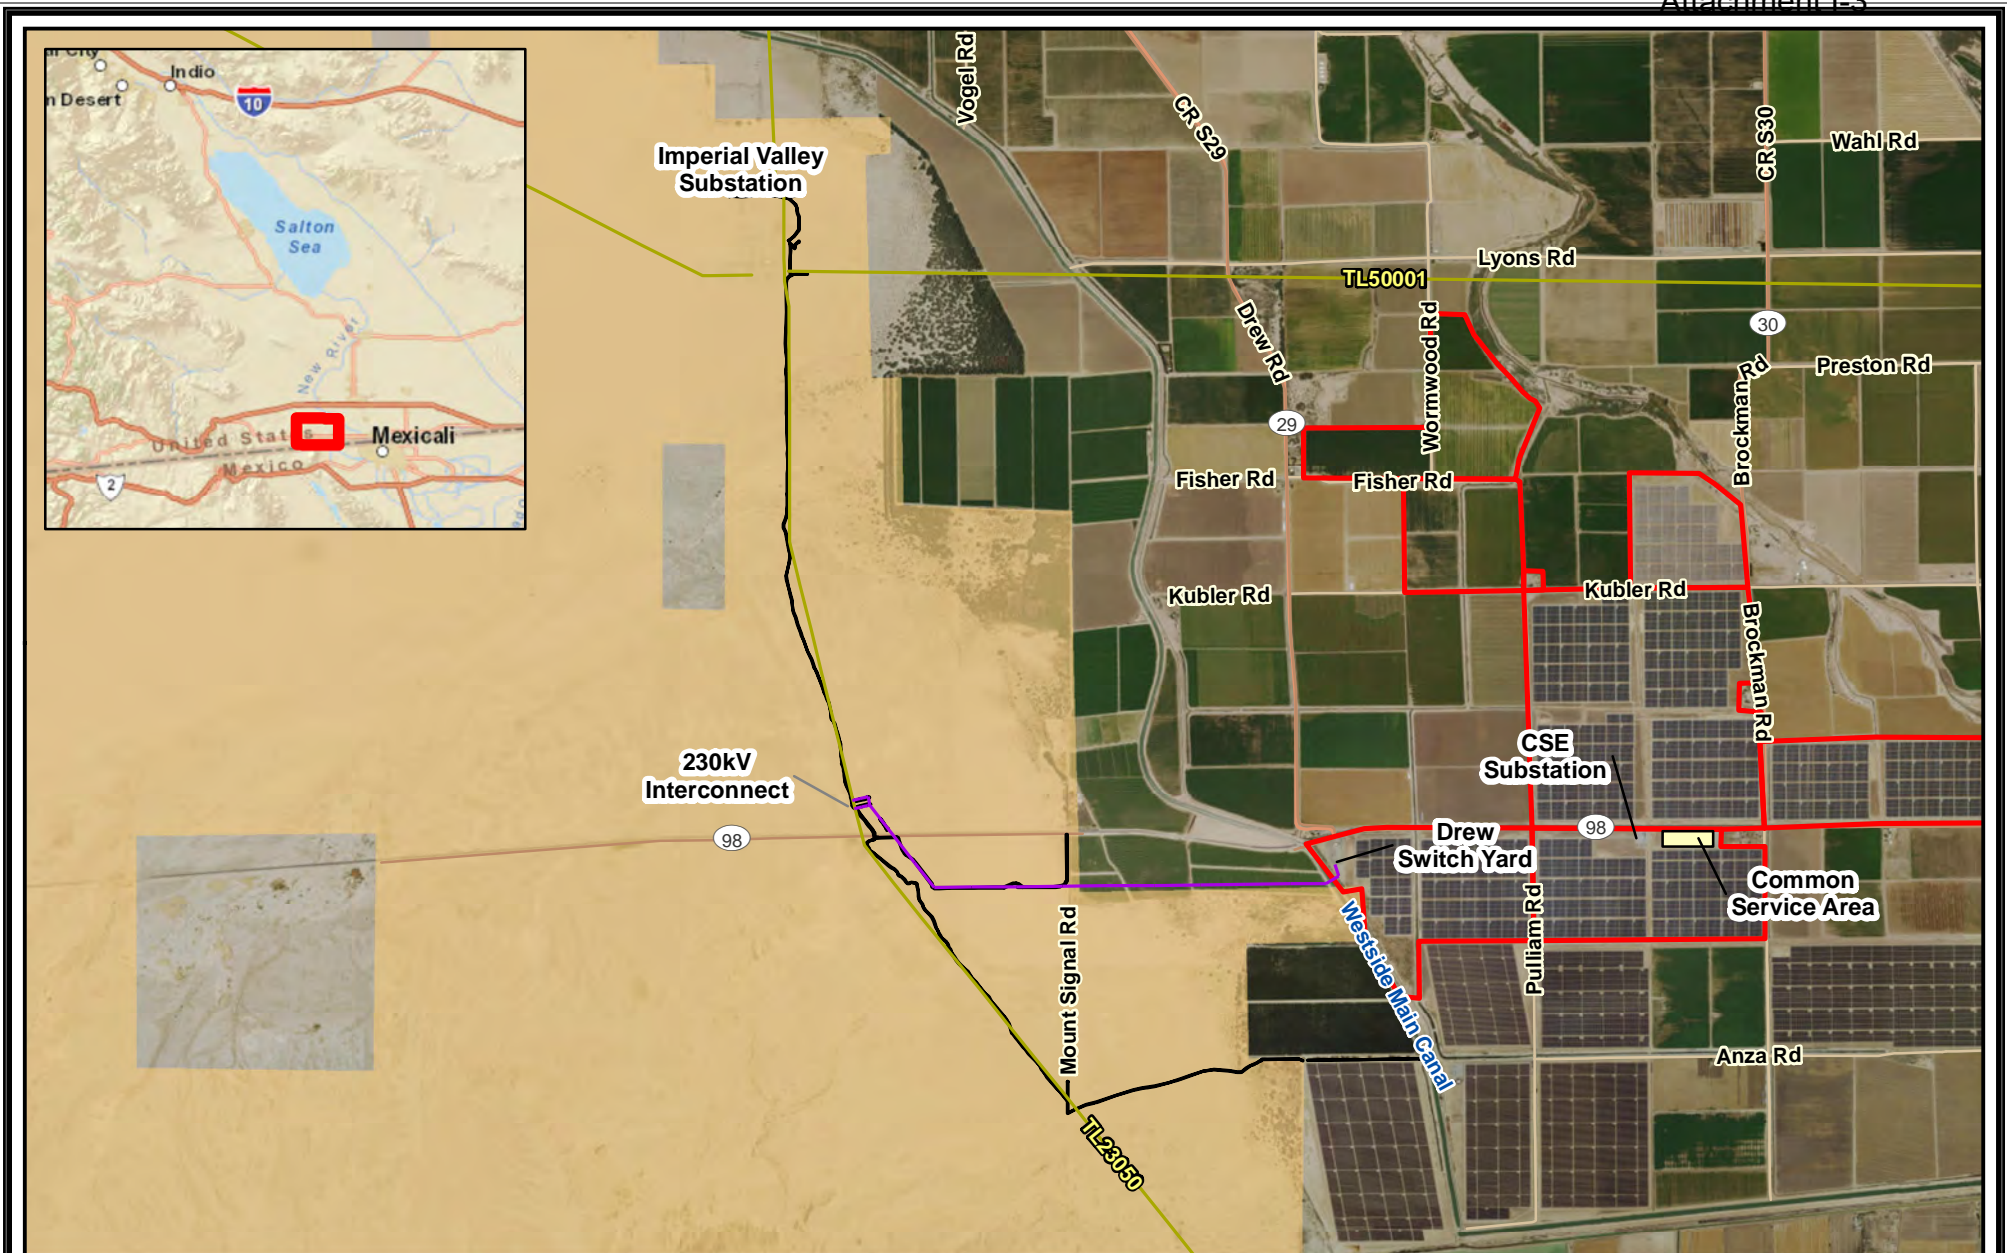 Attachment I-3
Indio
n Desert
10
Salton
Sea
New River
United States
Mexico
Mexicali
2
Imperial Valley
Substation
Vogel Rd
CR S29
CR S30
Wahl Rd
Lyons Rd
TL50001
Drew Rd
Wormwood Rd
30
Preston Rd
Brockman Rd
29
Fisher Rd
Fisher Rd
Kubler Rd
Kubler Rd
Brockman Rd
230kV
Interconnect
CSE
Substation
98
98
Drew
Switch Yard
Common
Service Area
Mount Signal Rd
Westside Main Canal
Pulliam Rd
Anza Rd
TL23050